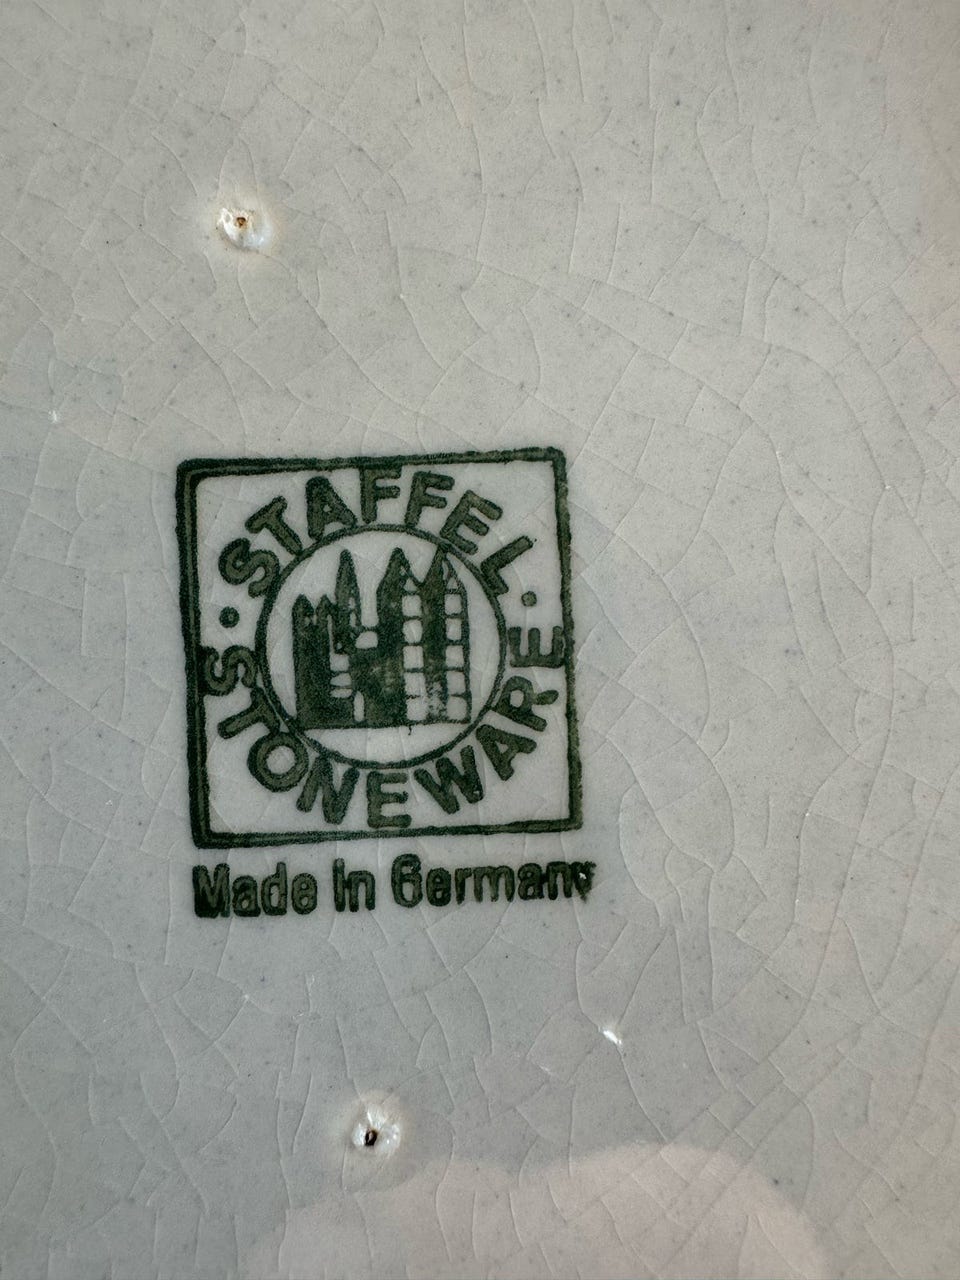 · STAFFEL ·
STONEWARE
Made in Germany